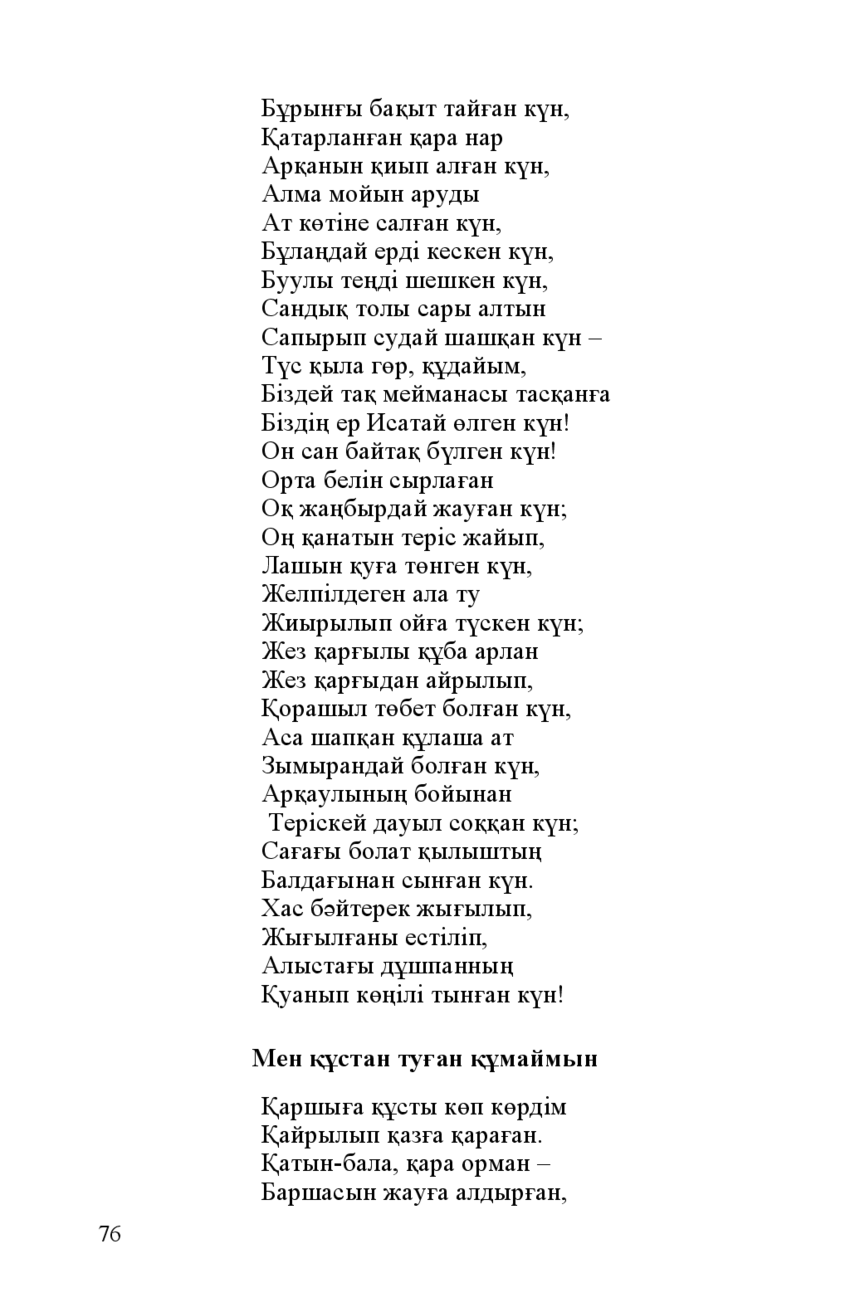 Бұрынғы бақыт тайған күн,
Қатарланған қара нар
Арқанын қиып алған күн,
Алма мойын аруды
Ат көтіне салған күн,
Бұландай ерді кескен күн,
Буулы теңді шешкен күн,
Сандық толы сары алтын
Сапырып судай шашқан күн –
Түс қыла гөр, құдайым,
Біздей тақ мейманасы тасқанға
Біздің ер Исатай өлген күн!
Он сан байтақ бүлген күн!
Орта белін сырлаған
Оқ жаңбырдай жауған күн;
Оң қанатын теріс жайып,
Лашын қуға төнген күн,
Желпілдеген ала ту
Жиырылып ойға түскен күн;
Жез қарғылы құба арлан
Жез қарғыдан айрылып,
Қорашыл төбет болған күн,
Аса шапқан құлаша ат
Зымырандай болған күн,
Арқаулының бойынан
Теріскей дауыл соққан күн;
Сағағы болат қылыштың
Балдағынан сынған күн.
Хас бәйтерек жығылып,
Жығылғаны естіліп,
Алыстағы дұшпанның
Қуанып көңілі тынған күн!
Мен құстан туған құмаймын
Қаршыға құсты көп көрдім
Қайрылып қазға қараған.
Қатын-бала, қара орман –
Баршасын жауға алдырған,
76